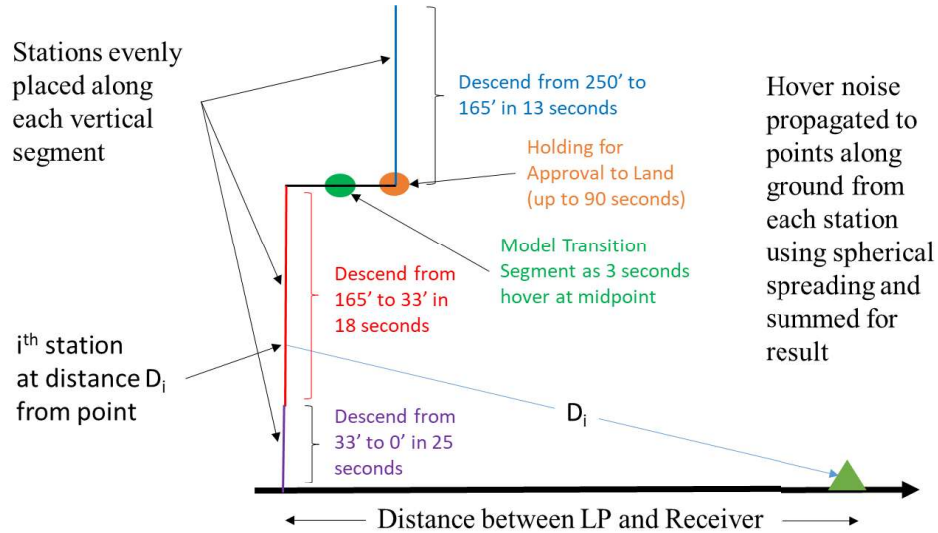 Stations evenly
placed along
each vertical
segment
Descend from 250’ to
165’ in 13 seconds
Holding for
Approval to Land
(up to 90 seconds)
Model Transition
Segment as 3 seconds
hover at midpoint
Descend from
165’ to 33’ in
18 seconds
Hover noise
propagated to
points along
ground from
each station
using spherical
spreading and
summed for
result
ith station
at distance Di
from point
Di
Descend from
33’ to 0’ in 25
seconds
Distance between LP and Receiver